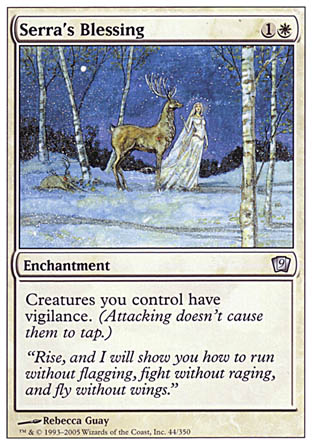 Serra's Blessing 1
Enchantment 9
Creatures you control have
vigilance. (Attacking doesn't cause
them to tap.)
"Rise, and I will show you how to run
without flagging, fight without raging,
and fly without wings."
Rebecca Guay
™ & © 1993–2005 Wizards of the Coast, Inc. 44/350